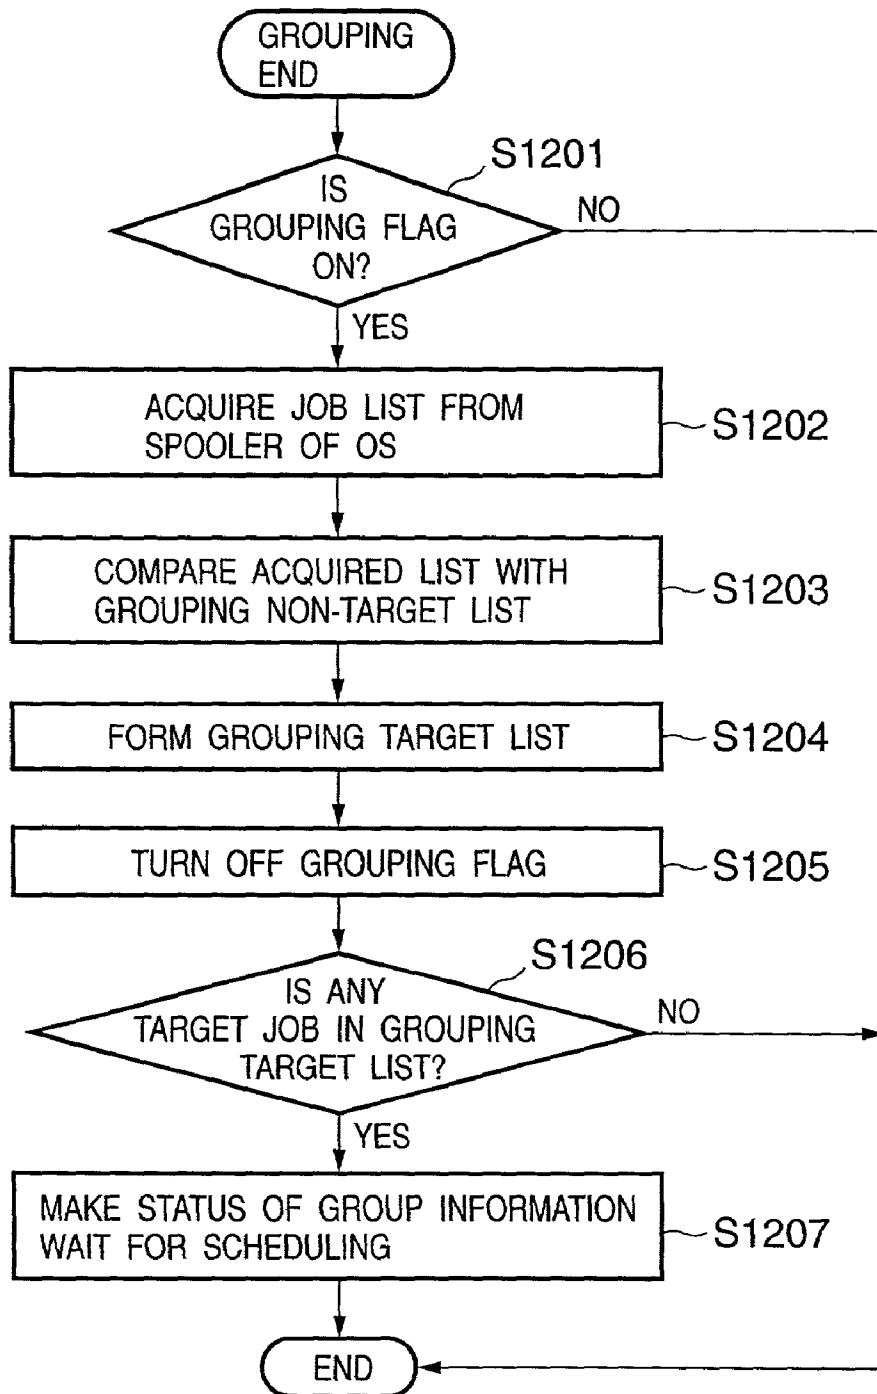 GROUPING
END
S1201
IS
GROUPING FLAG
ON?
NO
YES
ACQUIRE JOB LIST FROM
SPOOLER OF OS
S1202
COMPARE ACQUIRED LIST WITH
GROUPING NON-TARGET LIST
S1203
FORM GROUPING TARGET LIST
S1204
TURN OFF GROUPING FLAG
S1205
S1206
IS ANY
TARGET JOB IN GROUPING
TARGET LIST?
NO
YES
MAKE STATUS OF GROUP INFORMATION
WAIT FOR SCHEDULING
S1207
END